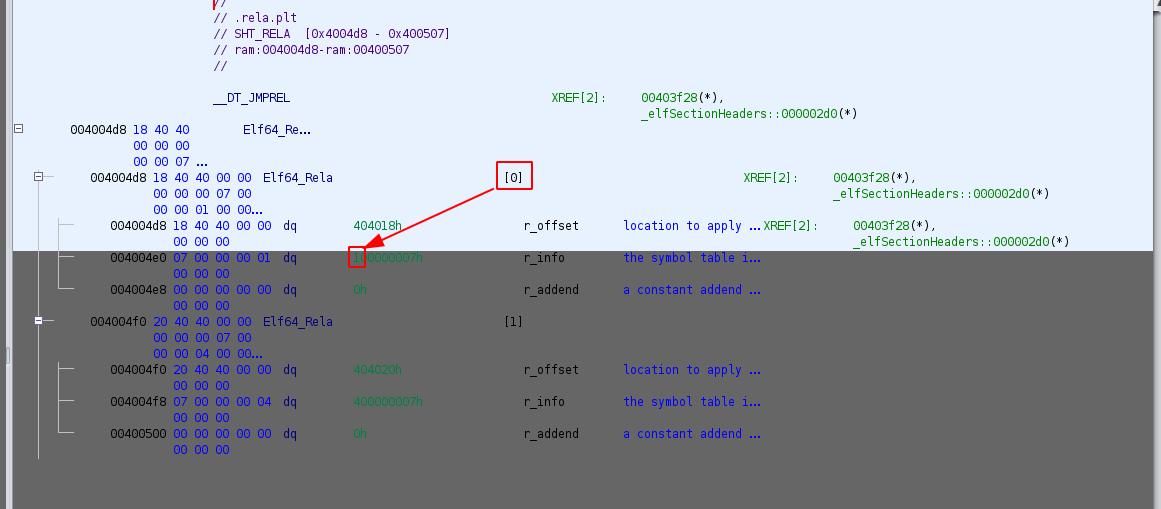 //
// .rela.plt
// SHT_RELA  [0x4004d8 - 0x400507]
// ram:004004d8-ram:00400507
//
__DT_JMPREL XREF[2]: 00403f28(*),
_elfSectionHeaders::000002d0(*)
004004d8 18 40 40 Elf64_Re...
00 00 00
00 00 07 ...
004004d8 18 40 40 00 00 Elf64_Rela [0] XREF[2]: 00403f28(*),
00 00 00 07 00 _elfSectionHeaders::000002d0(*)
00 00 01 00 00...
004004d8 18 40 40 00 00 dq 404018h r_offset location to apply ... XREF[2]: 00403f28(*),
00 00 00 _elfSectionHeaders::000002d0(*)
004004e0 07 00 00 00 01 dq 100000007h r_info the symbol table i...
00 00 00
004004e8 00 00 00 00 00 dq 0h r_addend a constant addend ...
00 00 00
004004f0 20 40 40 00 00 Elf64_Rela [1]
00 00 00 07 00
00 00 04 00 00...
004004f0 20 40 40 00 00 dq 404020h r_offset location to apply ...
00 00 00
004004f8 07 00 00 00 04 dq 400000007h r_info the symbol table i...
00 00 00
00400500 00 00 00 00 00 dq 0h r_addend a constant addend ...
00 00 00